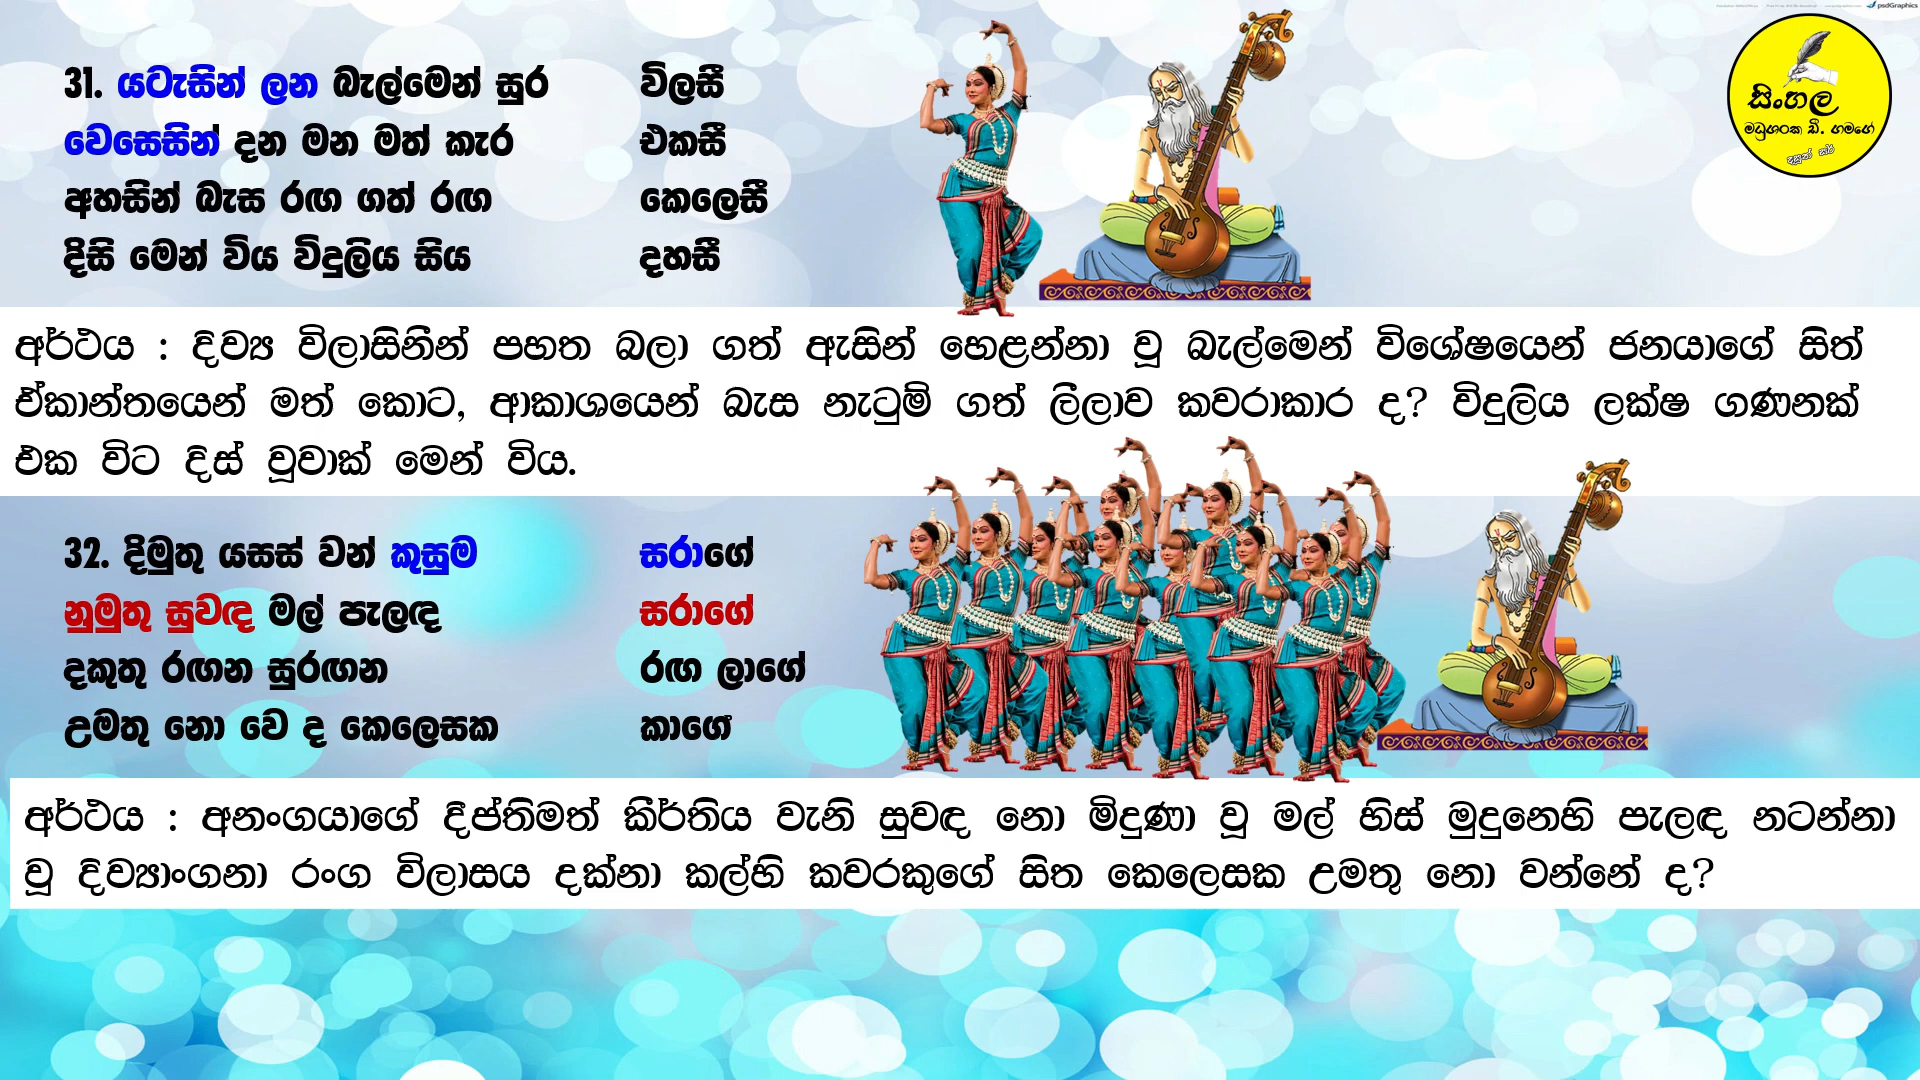 psdGraphics
සිංහල
මධුශංක ඩී. ගමගේ
31. යටැසින් ලන බැල්මෙන් සුර විලසී
වෙසෙසින් දන මන මත් කැර එකසී
අහසින් බැස රඟ ගත් රඟ කෙලෙසී
දිසි මෙන් විය විදුලිය සිය දහසී
අර්ථය : දිව්‍ය විලාසිනීන් පහත බලා ගත් ඇසින් හෙළන්නා වූ බැල්මෙන් විශේෂයෙන් ජනයාගේ සිත්
ඒකාන්තයෙන් මත් කොට, ආකාශයෙන් බැස නැටුම් ගත් ලීලාව කවරාකාර ද? විදුලිය ලක්ෂ ගණනක්
එක විට දිස් වූවාක් මෙන් විය.
32. දිමුතු යසස් වන් කුසුම සරාගේ
නුමුතු සුවඳ මල් පැලඳ සරාගේ
දකුතු රඟන සුරඟන රඟ ලාගේ
උමතු නො වෙ ද කෙලෙසක කාගේ
අර්ථය : අනංගයාගේ දීප්තිමත් කීර්තිය වැනි සුවඳ නො මිදුණා වූ මල් හිස් මුදුනෙහි පැලඳ නටන්නා
වූ දිව්‍යාංගනා රංග විලාසය දක්නා කල්හි කවරකුගේ සිත කෙලෙසක උමතු නො වන්නේ ද?